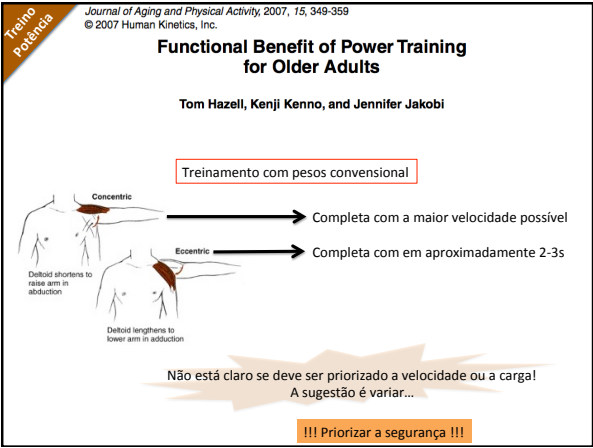 Treino
Potência
Journal of Aging and Physical Activity, 2007, 15, 349-359
© 2007 Human Kinetics, Inc.
Functional Benefit of Power Training
for Older Adults
Tom Hazell, Kenji Kenno, and Jennifer Jakobi
Treinamento com pesos convensional
Concentric
Completa com a maior velocidade possível
Eccentric
Completa com em aproximadamente 2-3s
Deltoid shortens to
raise arm in
abduction
Deltoid lengthens to
lower arm in adduction
Não está claro se deve ser priorizado a velocidade ou a carga!
A sugestão é variar...
!!! Priorizar a segurança !!!